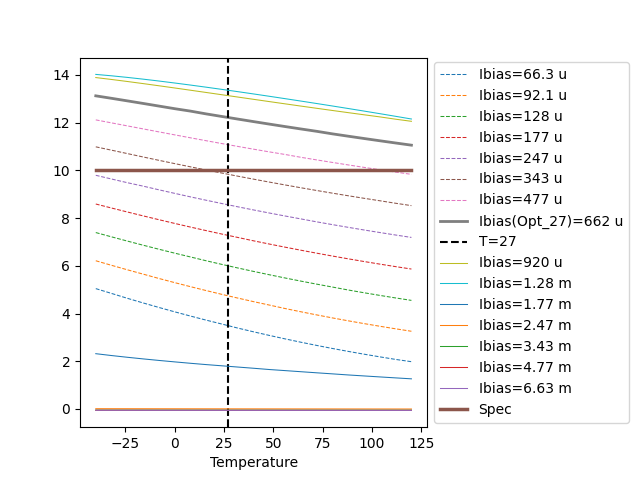 14
12
10
8
6
4
2
0
−25
0
25
50
75
100
125
Temperature
Ibias=66.3 u
Ibias=92.1 u
Ibias=128 u
Ibias=177 u
Ibias=247 u
Ibias=343 u
Ibias=477 u
Ibias(Opt_27)=662 u
T=27
Ibias=920 u
Ibias=1.28 m
Ibias=1.77 m
Ibias=2.47 m
Ibias=3.43 m
Ibias=4.77 m
Ibias=6.63 m
Spec